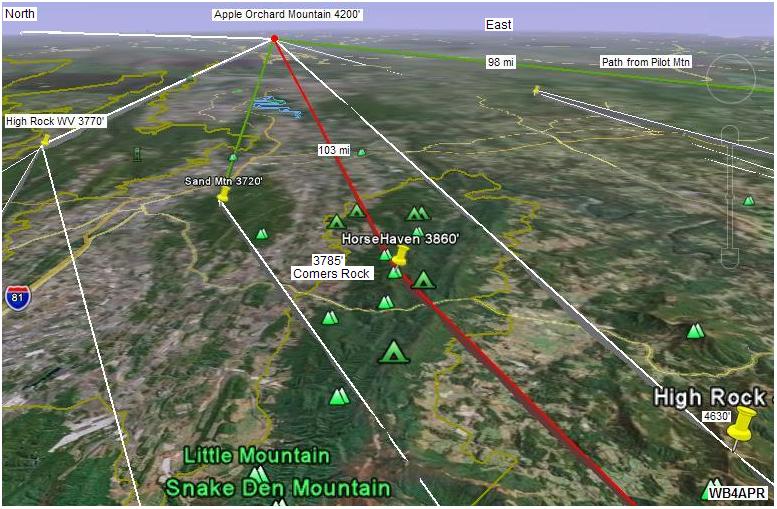 North
Apple Orchard Mountain 4200'
East
98 mi
Path from Pilot Mtn
High Rock WV 3770'
103 mi
Sand Mtn 3720'
HorseHaven 3860'
3785'
Comers Rock
81
High Rock
4630'
Little Mountain
Snake Den Mountain
WB4APR